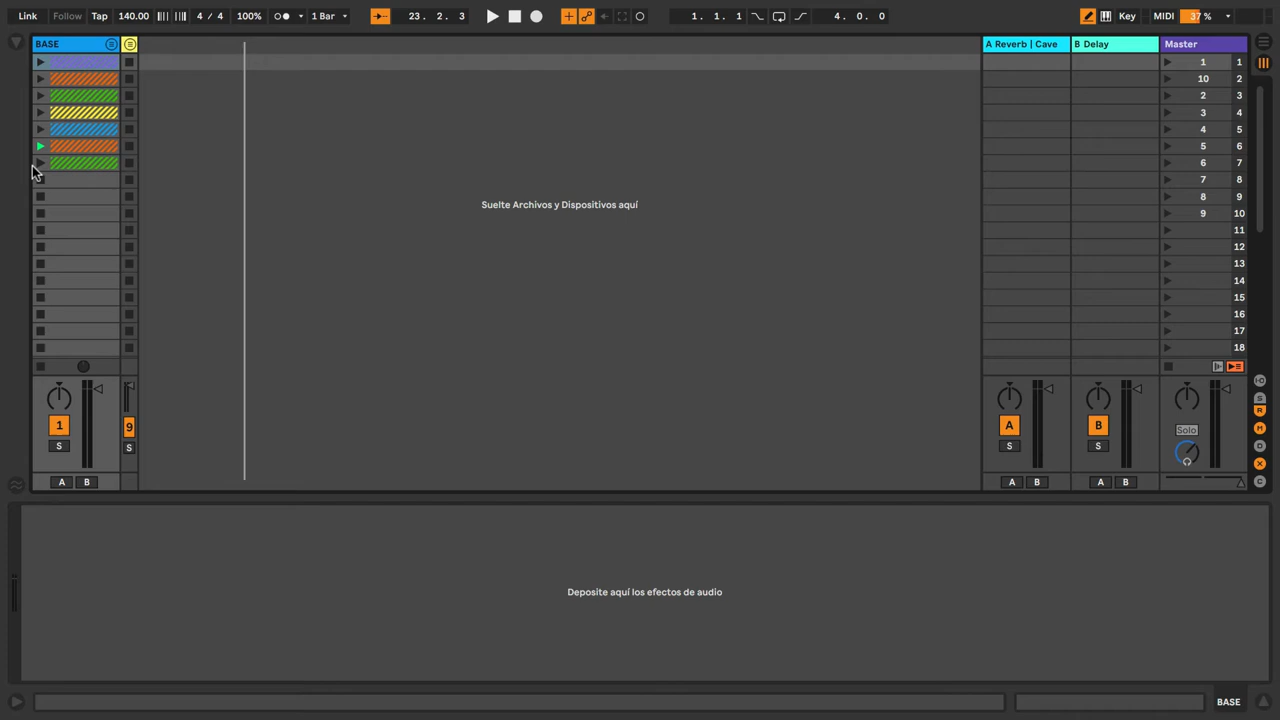 Link Follow Tap 140.00 4 / 4 100% 1 Bar 23. 2. 3 1. 1. 1 4. 0. 0 Key MIDI 37 %
BASE A Reverb | Cave B Delay Master
1 1
10 2
2 3
3 4
4 5
5 6
6 7
7 8
8 9
9 10
11
12
13
14
15
16
17
18
Suelte Archivos y Dispositivos aquí
1 9 A B Solo
S S S S
A B A B A B
I·O
S
R
M
D
X
C
Deposite aquí los efectos de audio
BASE